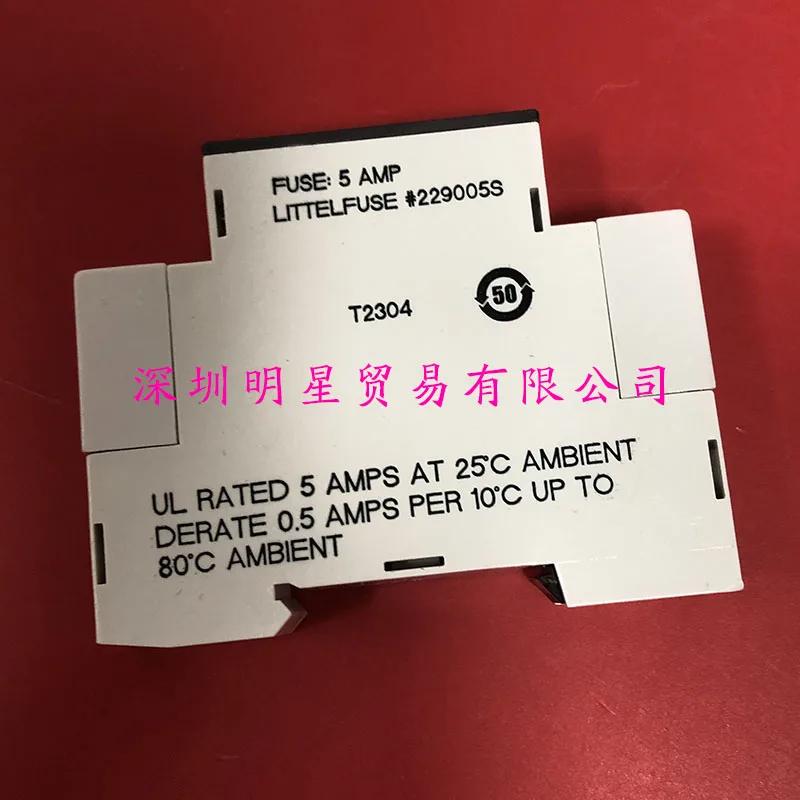 FUSE: 5 AMP
LITTELFUSE #229005S
T2304
50
深圳明星贸易有限公司
UL RATED 5 AMPS AT 25°C AMBIENT
DERATE 0.5 AMPS PER 10°C UP TO
80°C AMBIENT